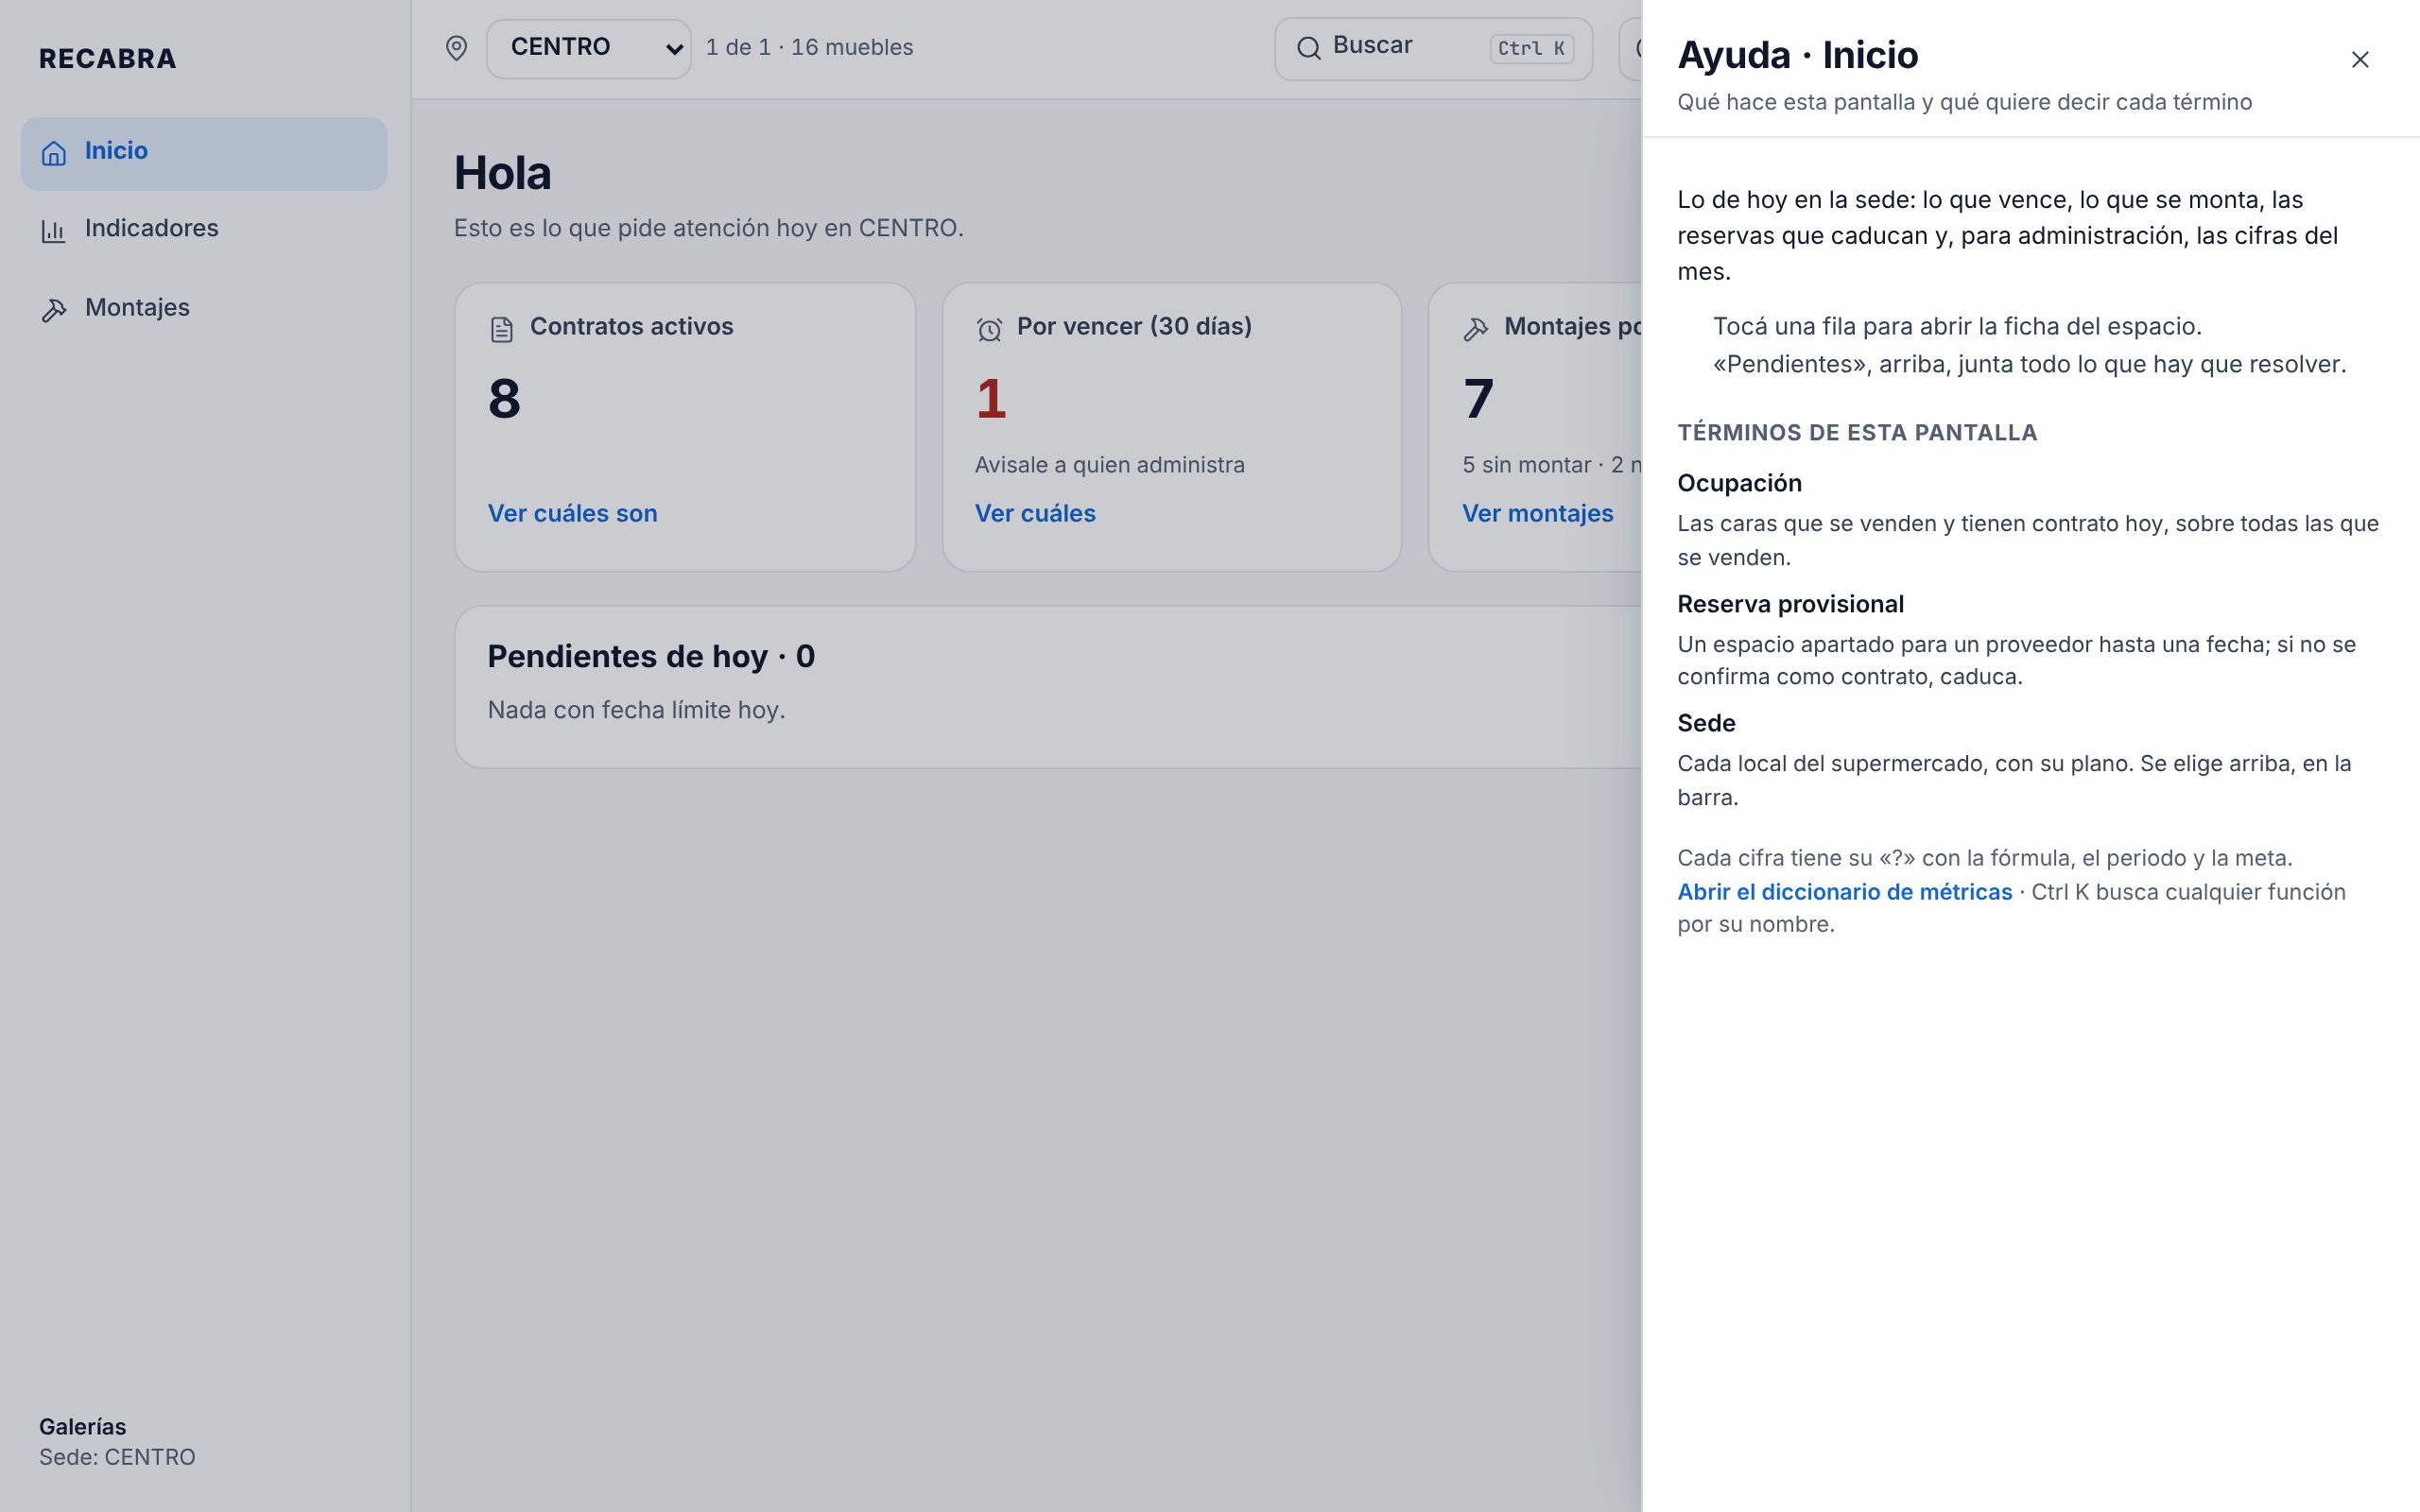 RECABRA
Inicio
Indicadores
Montajes
Galerías
Sede: CENTRO
CENTRO
1 de 1 · 16 muebles
Buscar
Ctrl K
Hola
Esto es lo que pide atención hoy en CENTRO.
Contratos activos
8
Ver cuáles son
Por vencer (30 días)
1
Avisale a quien administra
Ver cuáles
Montajes
7
5 sin montar · 2
Ver montajes
Pendientes de hoy · 0
Nada con fecha límite hoy.
Ayuda · Inicio
Qué hace esta pantalla y qué quiere decir cada término
Lo de hoy en la sede: lo que vence, lo que se monta, las
reservas que caducan y, para administración, las cifras del
mes.
Tocá una fila para abrir la ficha del espacio.
«Pendientes», arriba, junta todo lo que hay que resolver.
TÉRMINOS DE ESTA PANTALLA
Ocupación
Las caras que se venden y tienen contrato hoy, sobre todas las que
se venden.
Reserva provisional
Un espacio apartado para un proveedor hasta una fecha; si no se
confirma como contrato, caduca.
Sede
Cada local del supermercado, con su plano. Se elige arriba, en la
barra.
Cada cifra tiene su «?» con la fórmula, el periodo y la meta.
Abrir el diccionario de métricas · Ctrl K busca cualquier función
por su nombre.